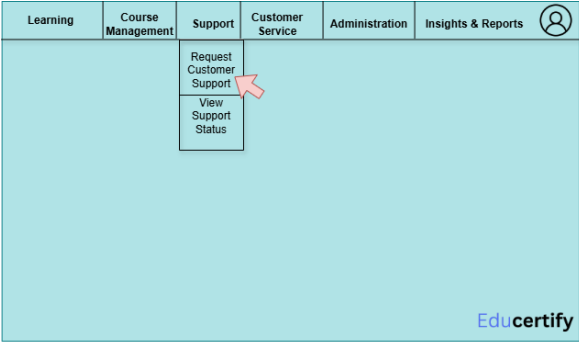 Learning
Course
Management
Support
Customer
Service
Administration
Insights & Reports
Request
Customer
Support
View
Support
Status
Educertify